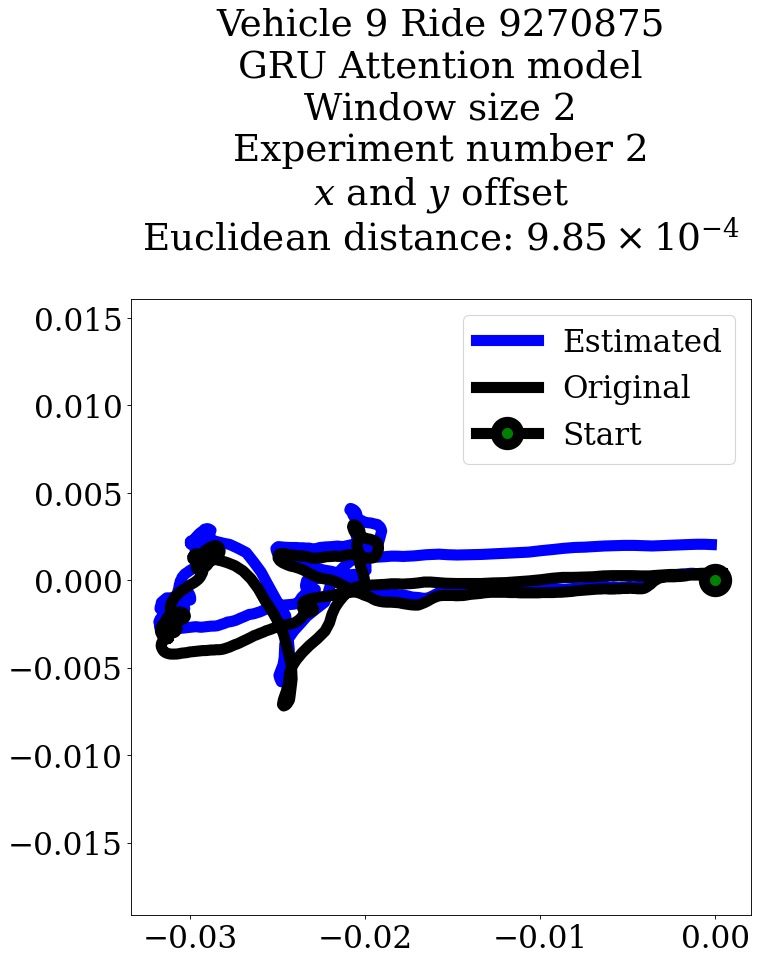 Vehicle 9 Ride 9270875
GRU Attention model
Window size 2
Experiment number 2
x and y offset
Euclidean distance: 9.85 × 10⁻⁴
Estimated
Original
Start
0.015
0.010
0.005
0.000
−0.005
−0.010
−0.015
−0.03
−0.02
−0.01
0.00